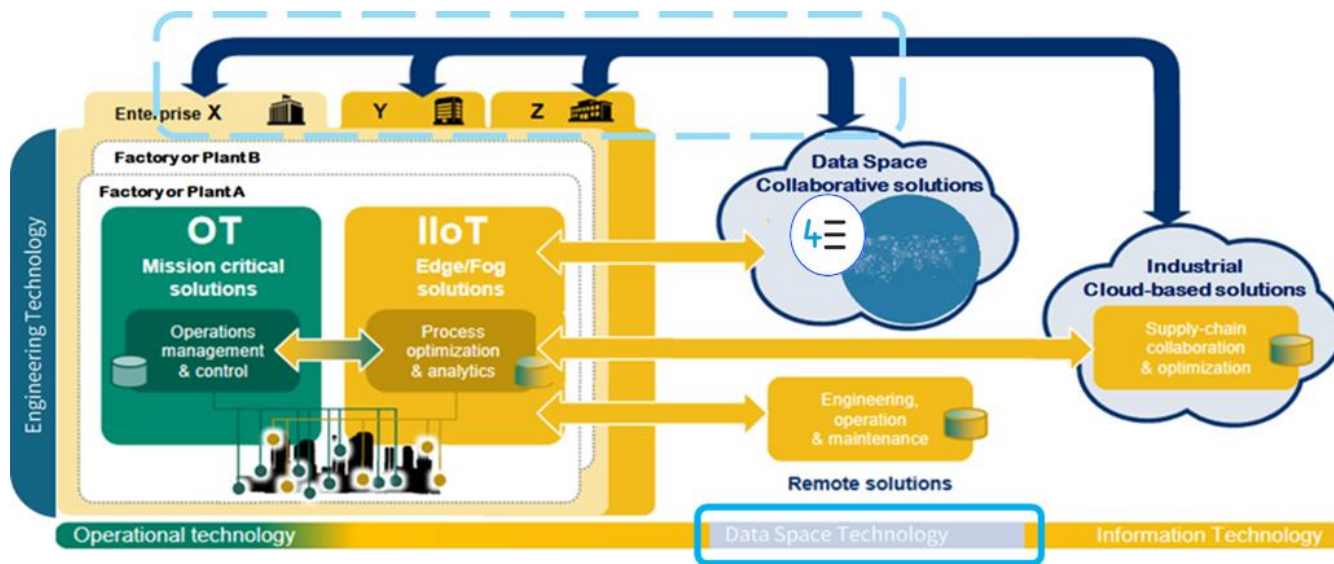 Enterprise X
Y
Z
Factory or Plant B
Factory or Plant A
Engineering Technology
OT
Mission critical
solutions
Operations
management
& control
IIoT
Edge/Fog
solutions
Process
optimization
& analytics
Data Space
Collaborative solutions
4
Industrial
Cloud-based solutions
Supply-chain
collaboration
& optimization
Engineering,
operation
& maintenance
Remote solutions
Operational technology
Data Space Technology
Information Technology